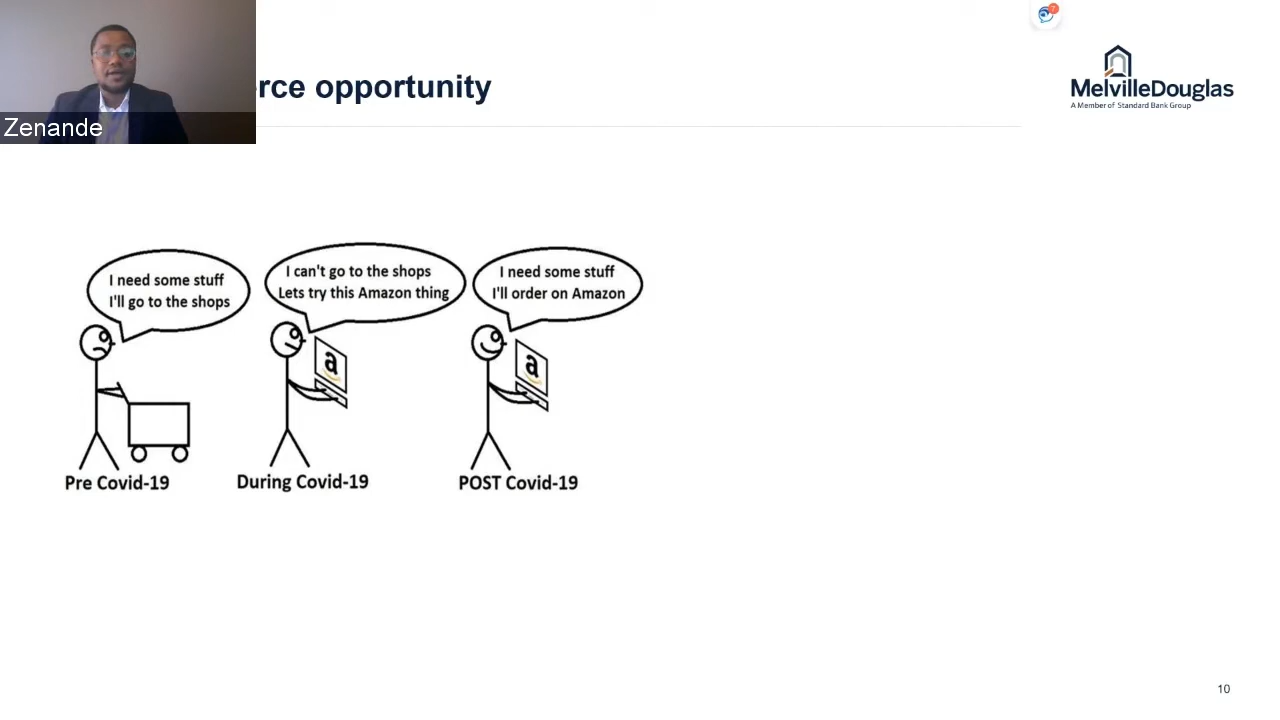 Zenande
erce opportunity
7
MelvilleDouglas
A Member of Standard Bank Group
I need some stuff
I'll go to the shops
I can't go to the shops
Lets try this Amazon thing
I need some stuff
I'll order on Amazon
a
a
Pre Covid-19
During Covid-19
POST Covid-19
10